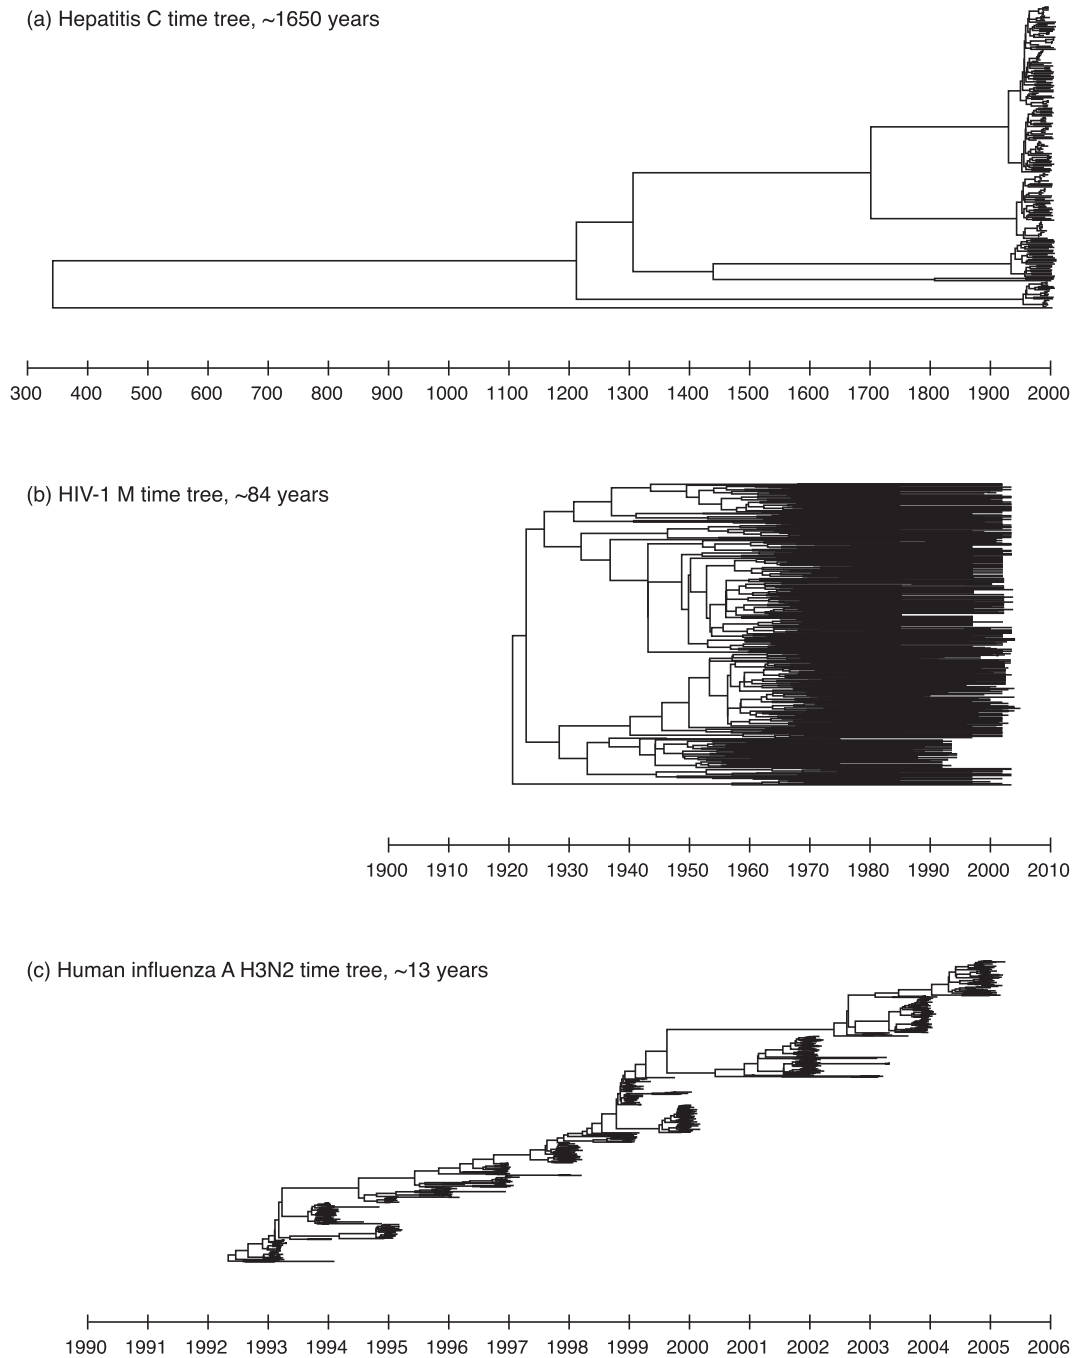 (a) Hepatitis C time tree, ~1650 years
300 400 500 600 700 800 900 1000 1100 1200 1300 1400 1500 1600 1700 1800 1900 2000
(b) HIV-1 M time tree, ~84 years
1900 1910 1920 1930 1940 1950 1960 1970 1980 1990 2000 2010
(c) Human influenza A H3N2 time tree, ~13 years
1990 1991 1992 1993 1994 1995 1996 1997 1998 1999 2000 2001 2002 2003 2004 2005 2006